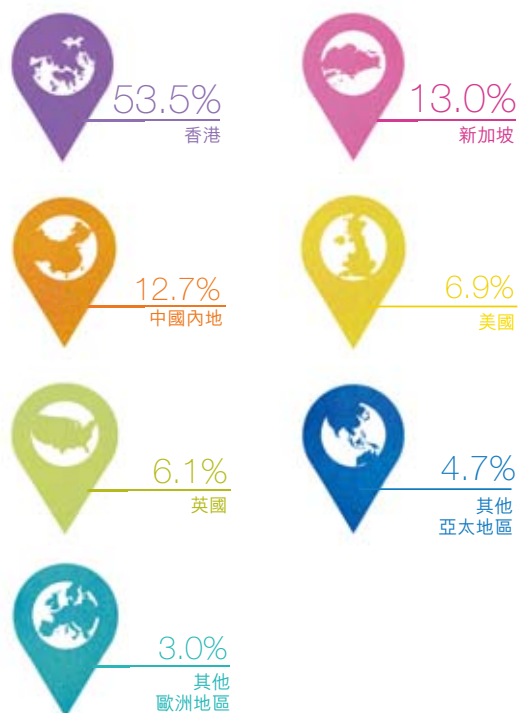 53.5%
香港
13.0%
新加坡
12.7%
中國內地
6.9%
美國
6.1%
英國
4.7%
其他
亞太地區
3.0%
其他
歐洲地區